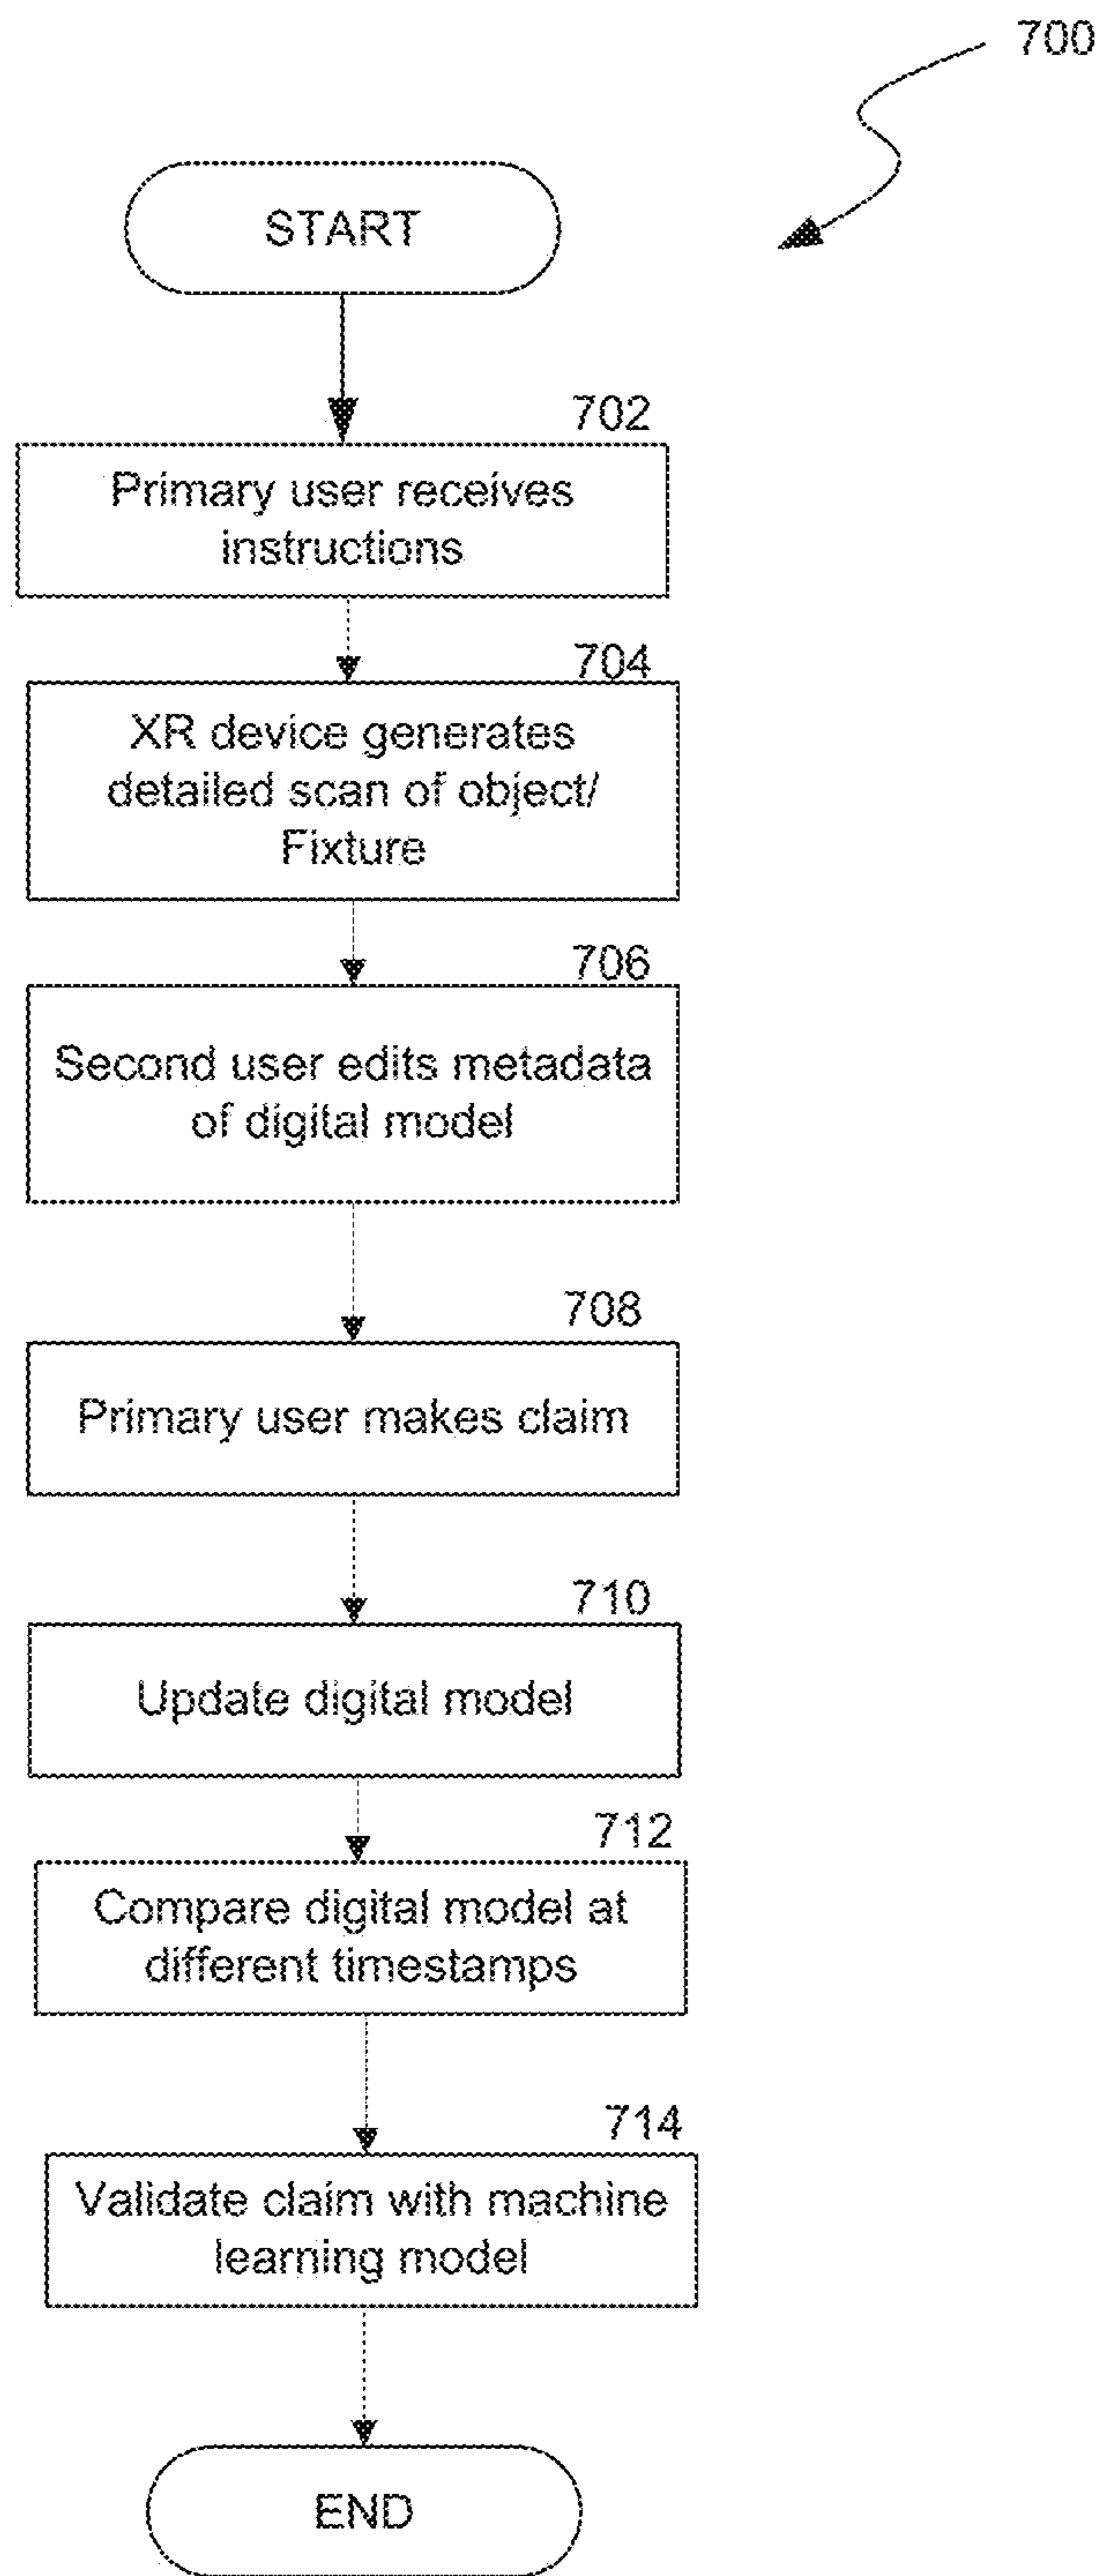 700
START
702
Primary user receives
instructions
704
XR device generates
detailed scan of object/
Fixture
706
Second user edits metadata
of digital model
708
Primary user makes claim
710
Update digital model
712
Compare digital model at
different timestamps
714
Validate claim with machine
learning model
END